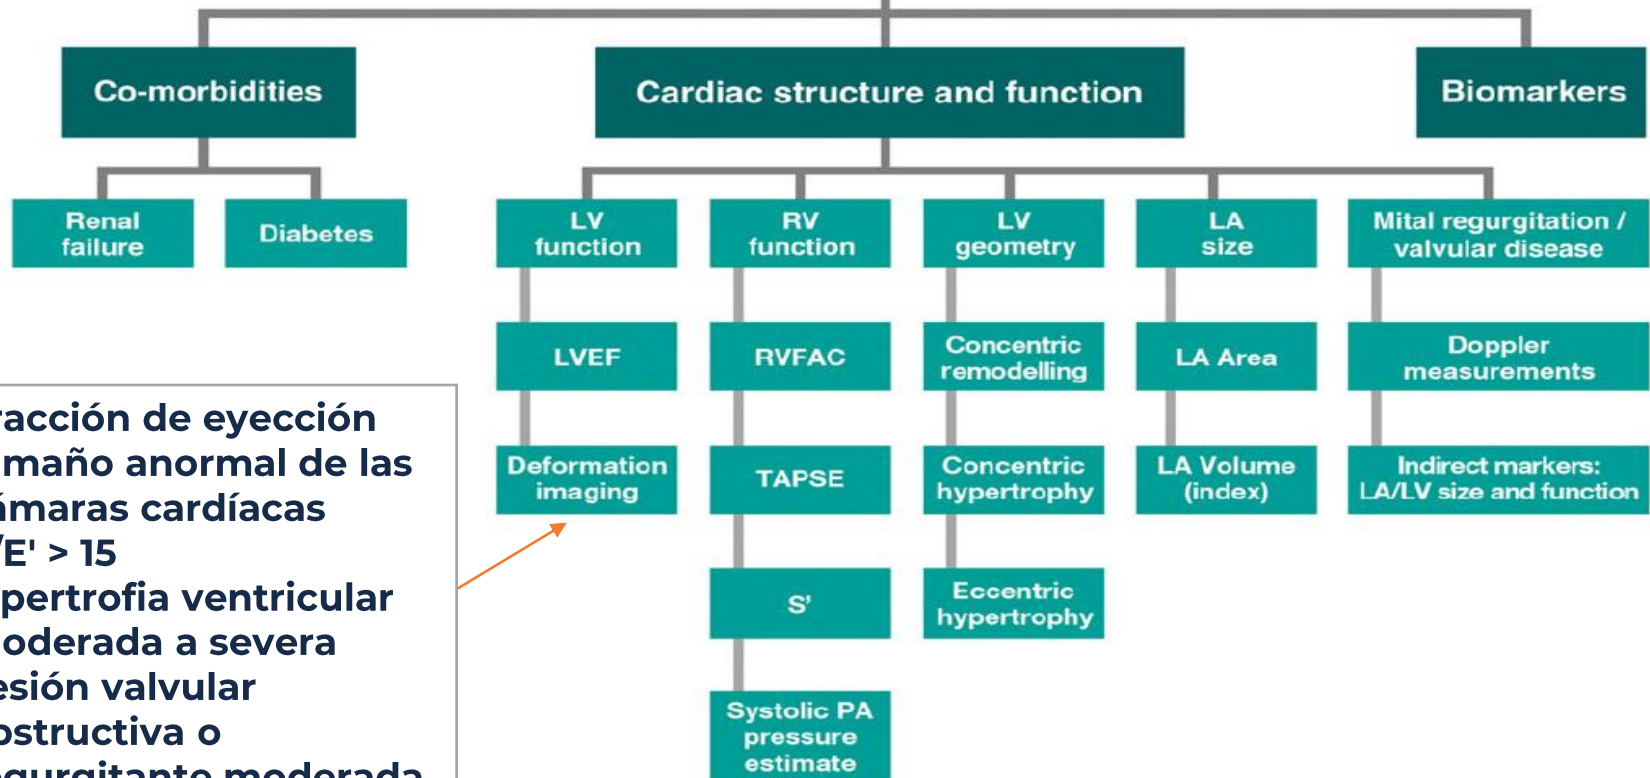 Co-morbidities
Cardiac structure and function
Biomarkers
Renal
failure
Diabetes
LV
function
RV
function
LV
geometry
LA
size
Mital regurgitation /
valvular disease
LVEF
RVFAC
Concentric
remodelling
LA Area
Doppler
measurements
Deformation
imaging
TAPSE
Concentric
hypertrophy
LA Volume
(index)
Indirect markers:
LA/LV size and function
S’
Eccentric
hypertrophy
Systolic PA
pressure
estimate
racción de eyección
maño anormal de las
ámaras cardíacas
/E' > 15
pertrofia ventricular
oderada a severa
esión valvular
bstructiva o
egurgitante moderada